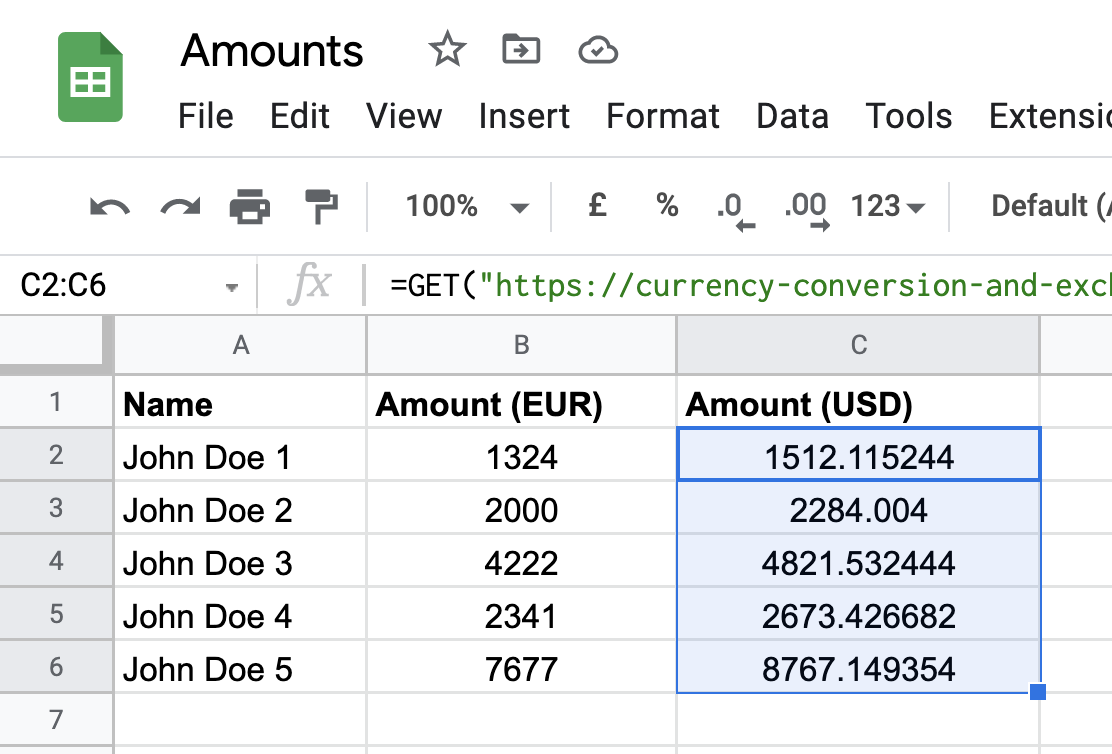 Amounts
File Edit View Insert Format Data Tools Extensio
100% £ % .0 .00 123 Default (
C2:C6 fx =GET("https://currency-conversion-and-exch
A B C
1 Name Amount (EUR) Amount (USD)
2 John Doe 1 1324 1512.115244
3 John Doe 2 2000 2284.004
4 John Doe 3 4222 4821.532444
5 John Doe 4 2341 2673.426682
6 John Doe 5 7677 8767.149354
7